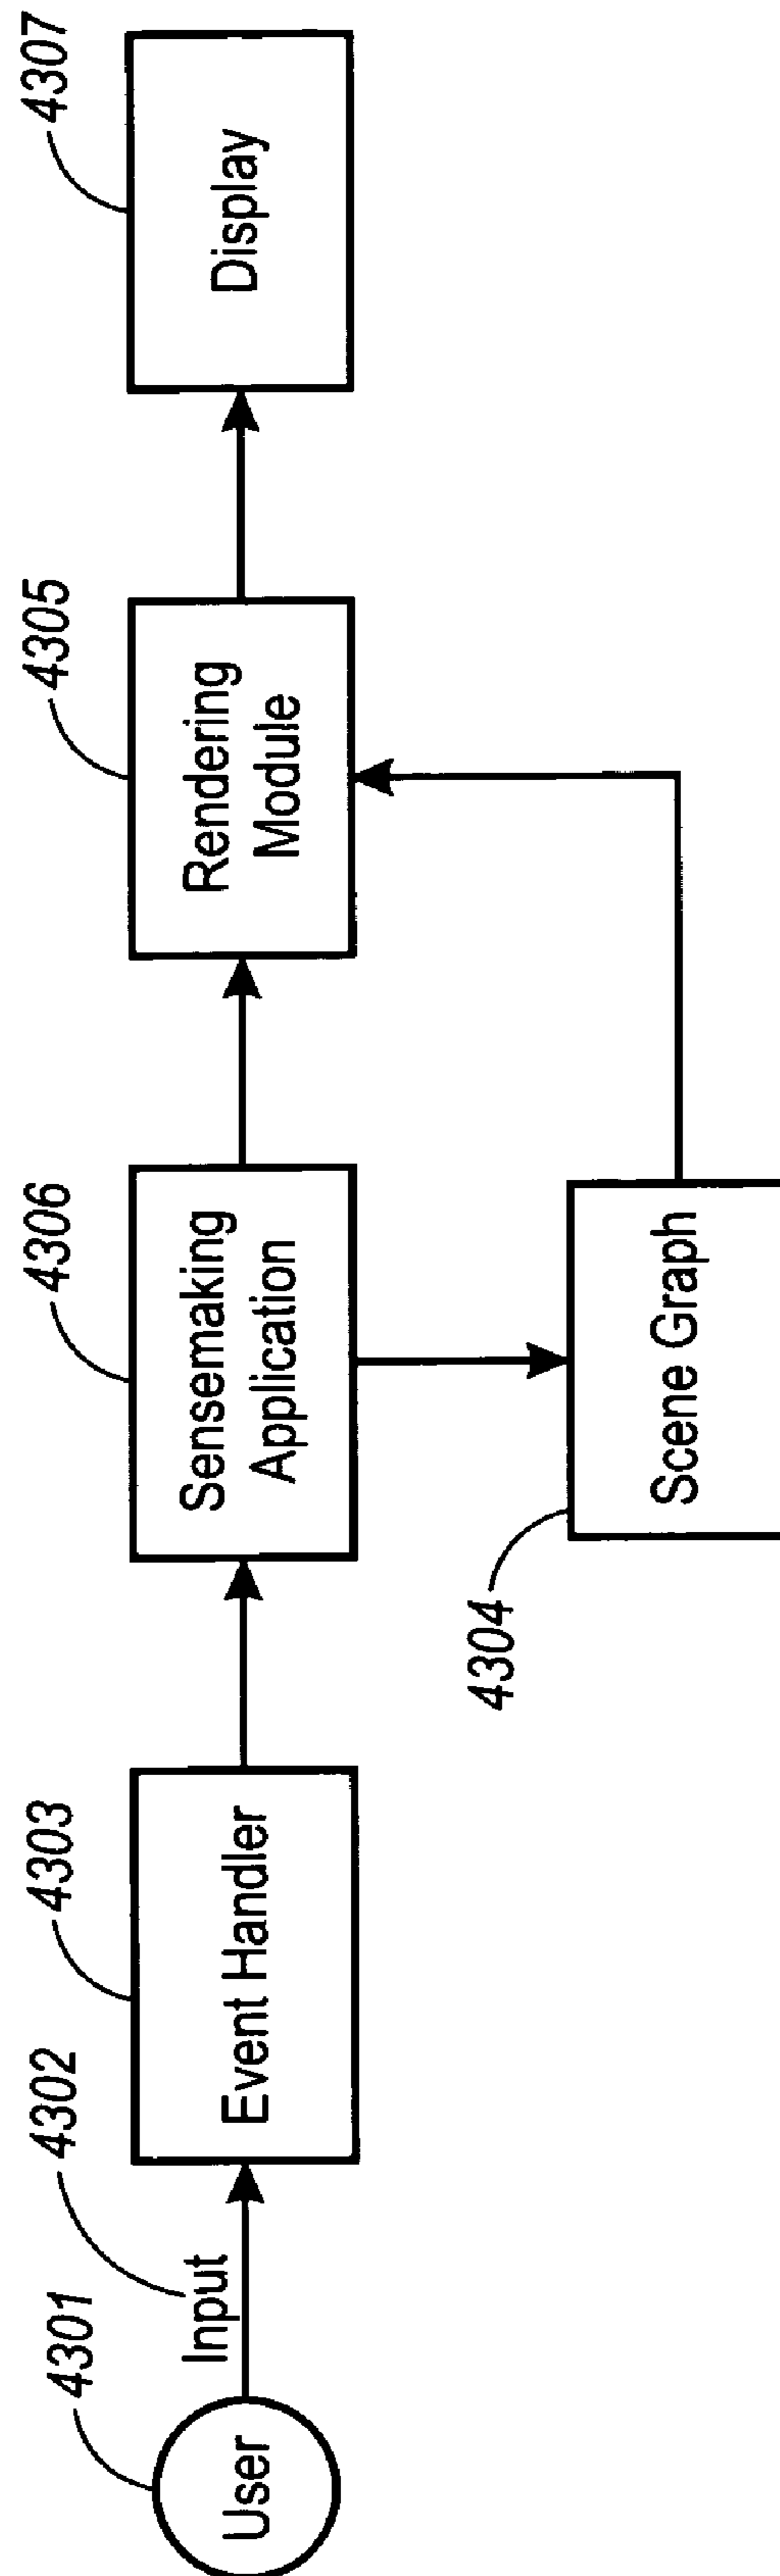 4301
User
4302
Input
4303
Event Handler
4306
Sensemaking
Application
4304
Scene Graph
4305
Rendering
Module
4307
Display